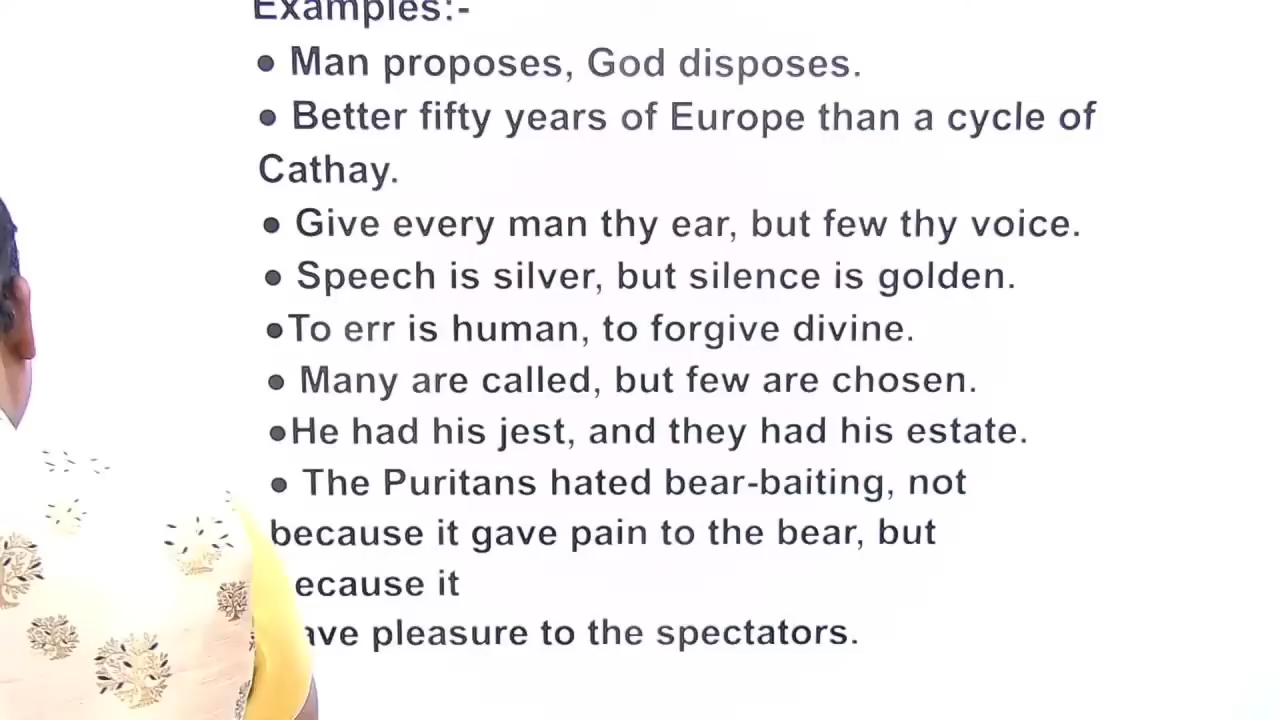 Examples:-
● Man proposes, God disposes.
● Better fifty years of Europe than a cycle of
Cathay.
● Give every man thy ear, but few thy voice.
● Speech is silver, but silence is golden.
●To err is human, to forgive divine.
● Many are called, but few are chosen.
●He had his jest, and they had his estate.
● The Puritans hated bear-baiting, not
because it gave pain to the bear, but
ecause it
ave pleasure to the spectators.